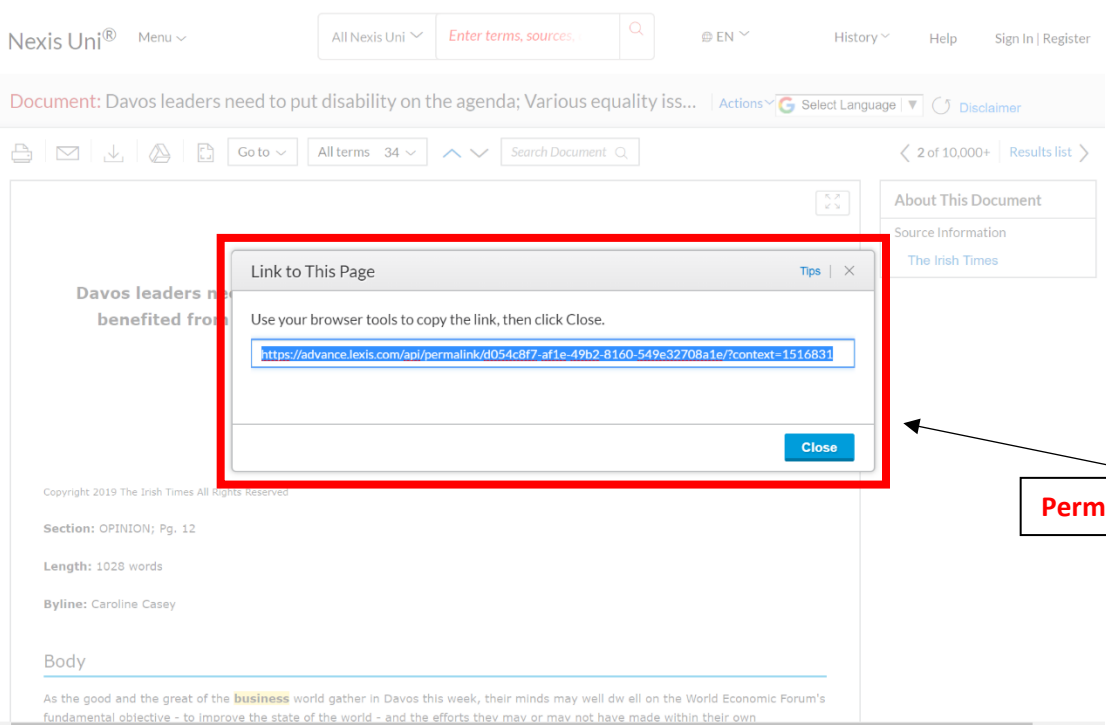 Nexis Uni® Menu All Nexis Uni Enter terms, sources, EN History Help Sign In | Register
Document: Davos leaders need to put disability on the agenda; Various equality iss... Actions G Select Language ▼ Disclaimer
Go to All terms 34 Search Document 2 of 10,000+ Results list
About This Document
Source Information
The Irish Times
Link to This Page Tips | ×
Davos leaders
benefited from
Use your browser tools to copy the link, then click Close.
https://advance.lexis.com/api/permalink/d054c8f7-af1e-49b2-8160-549e32708a1e/?context=1516831
Close
Perm
Copyright 2019 The Irish Times All Rights Reserved
Section: OPINION; Pg. 12
Length: 1028 words
Byline: Caroline Casey
Body
As the good and the great of the business world gather in Davos this week, their minds may well dw ell on the World Economic Forum's
fundamental objective - to improve the state of the world - and the efforts they may or may not have made within their own